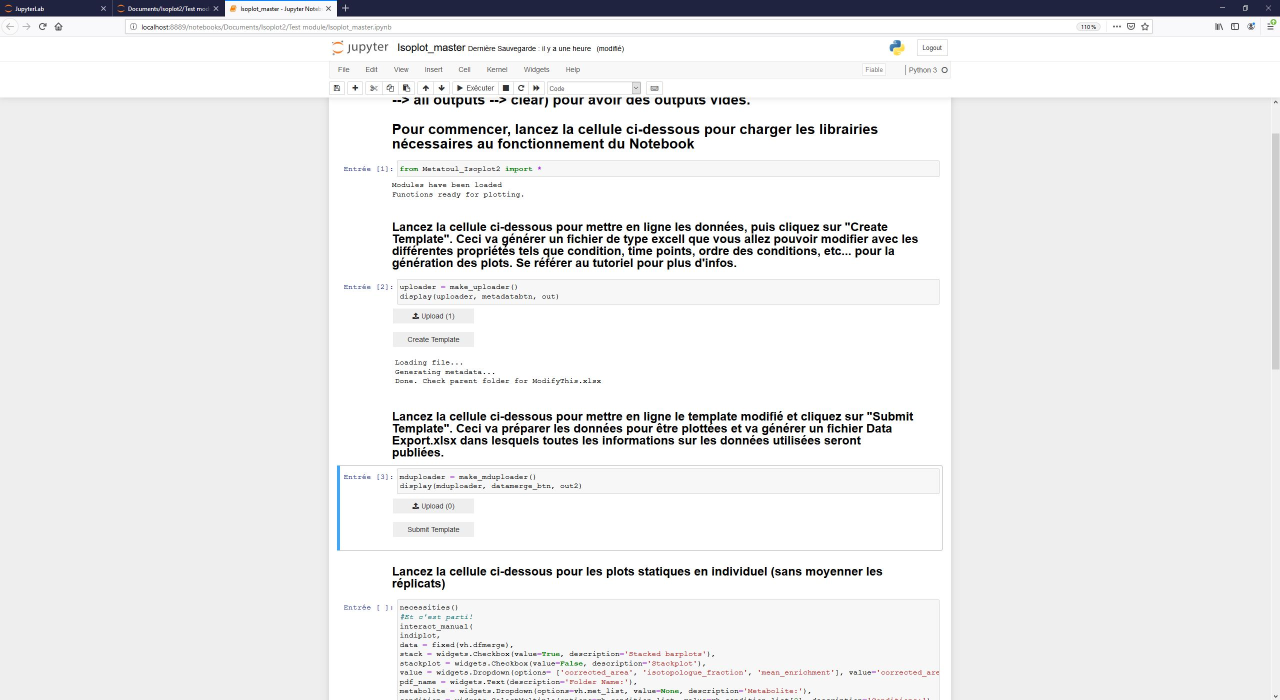 JupyterLab
Documents/Isoplot2/Test mod
Isoplot_master - Jupyter Noteb
localhost:8889/notebooks/Documents/Isoplot2/Test module/Isoplot_master.ipynb
110%
jupyter Isoplot_master Dernière Sauvegarde : il y a une heure (modifié)
Logout
File Edit View Insert Cell Kernel Widgets Help
Fiable
Python 3
Exécuter
Code
--> all outputs --> clear) pour avoir des outputs vides.
Pour commencer, lancez la cellule ci-dessous pour charger les librairies
nécessaires au fonctionnement du Notebook
Entrée [1]: from Metatoul_Isoplot2 import *
Modules have been loaded
Functions ready for plotting.
Lancez la cellule ci-dessous pour mettre en ligne les données, puis cliquez sur "Create
Template". Ceci va générer un fichier de type excell que vous allez pouvoir modifier avec les
différentes propriétés tels que condition, time points, ordre des conditions, etc... pour la
génération des plots. Se référer au tutoriel pour plus d'infos.
Entrée [2]: uploader = make_uploader()
display(uploader, metadatabtn, out)
Upload (1)
Create Template
Loading file...
Generating metadata...
Done. Check parent folder for ModifyThis.xlsx
Lancez la cellule ci-dessous pour mettre en ligne le template modifié et cliquez sur "Submit
Template". Ceci va préparer les données pour être plottées et va générer un fichier Data
Export.xlsx dans lesquels toutes les informations sur les données utilisées seront
publiées.
Entrée [3]: mduploader = make_mduploader()
display(mduploader, datamerge_btn, out2)
Upload (0)
Submit Template
Lancez la cellule ci-dessous pour les plots statiques en individuel (sans moyenner les
réplicats)
Entrée [ ]: necessities()
#Et c'est parti!
interact_manual(
indiplot,
data = fixed(vh.dfmerge),
stack = widgets.Checkbox(value=True, description='Stacked barplots'),
stackplot = widgets.Checkbox(value=False, description='Stackplot'),
value = widgets.Dropdown(options= ['corrected_area', 'isotopologue_fraction', 'mean_enrichment'], value='corrected_are
pdf_name = widgets.Text(description='Folder Name:'),
metabolite = widgets.Dropdown(options=vh.met_list, value=None, description='Metabolite:'),